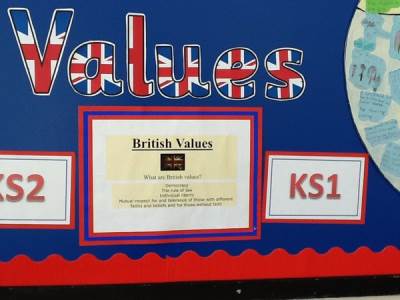 Values
British Values
What are British values?
Democracy
The rule of law
Individual liberty
Mutual respect for and tolerance of those with different
faiths and beliefs and for those without faith
KS2
KS1